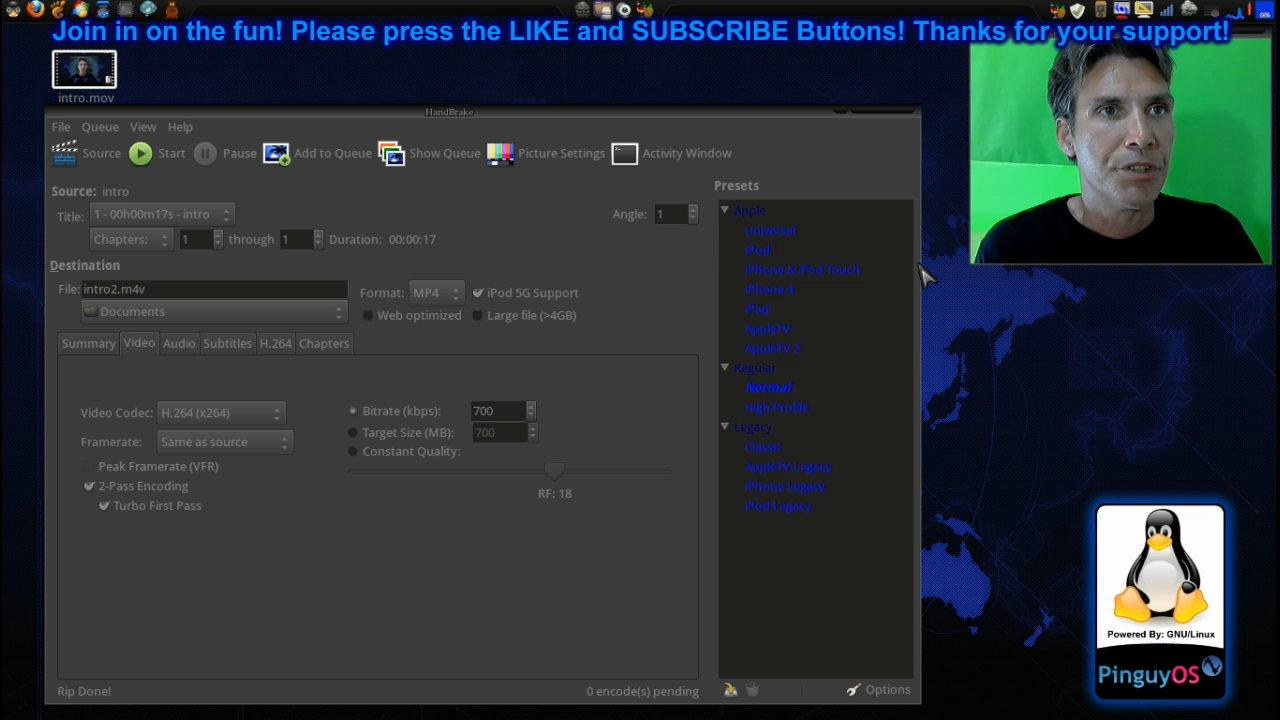 Join in on the fun! Please press the LIKE and SUBSCRIBE Buttons! Thanks for your support!
intro.mov
HandBrake
File Queue View Help
Source Start Pause Add to Queue Show Queue Picture Settings Activity Window
Source: intro
Title: 1 - 00h00m17s - intro Angle: 1
Chapters: 1 through 1 Duration: 00:00:17
Destination
File: intro2.m4v Format: MP4 iPod 5G Support
Documents Web optimized Large file (>4GB)
Summary Video Audio Subtitles H.264 Chapters
Video Codec: H.264 (x264) Bitrate (kbps): 700
Framerate: Same as source Target Size (MB): 700
Constant Quality:
Peak Framerate (VFR)
2-Pass Encoding RF: 18
Turbo First Pass
Presets
Apple
Universal
iPod
iPhone & iPod Touch
iPhone 4
iPad
AppleTV
AppleTV 2
Regular
Normal
High Profile
Legacy
Classic
AppleTV Legacy
iPhone Legacy
iPod Legacy
Rip Done! 0 encode(s) pending Options
Powered By: GNU/Linux
PinguyOS